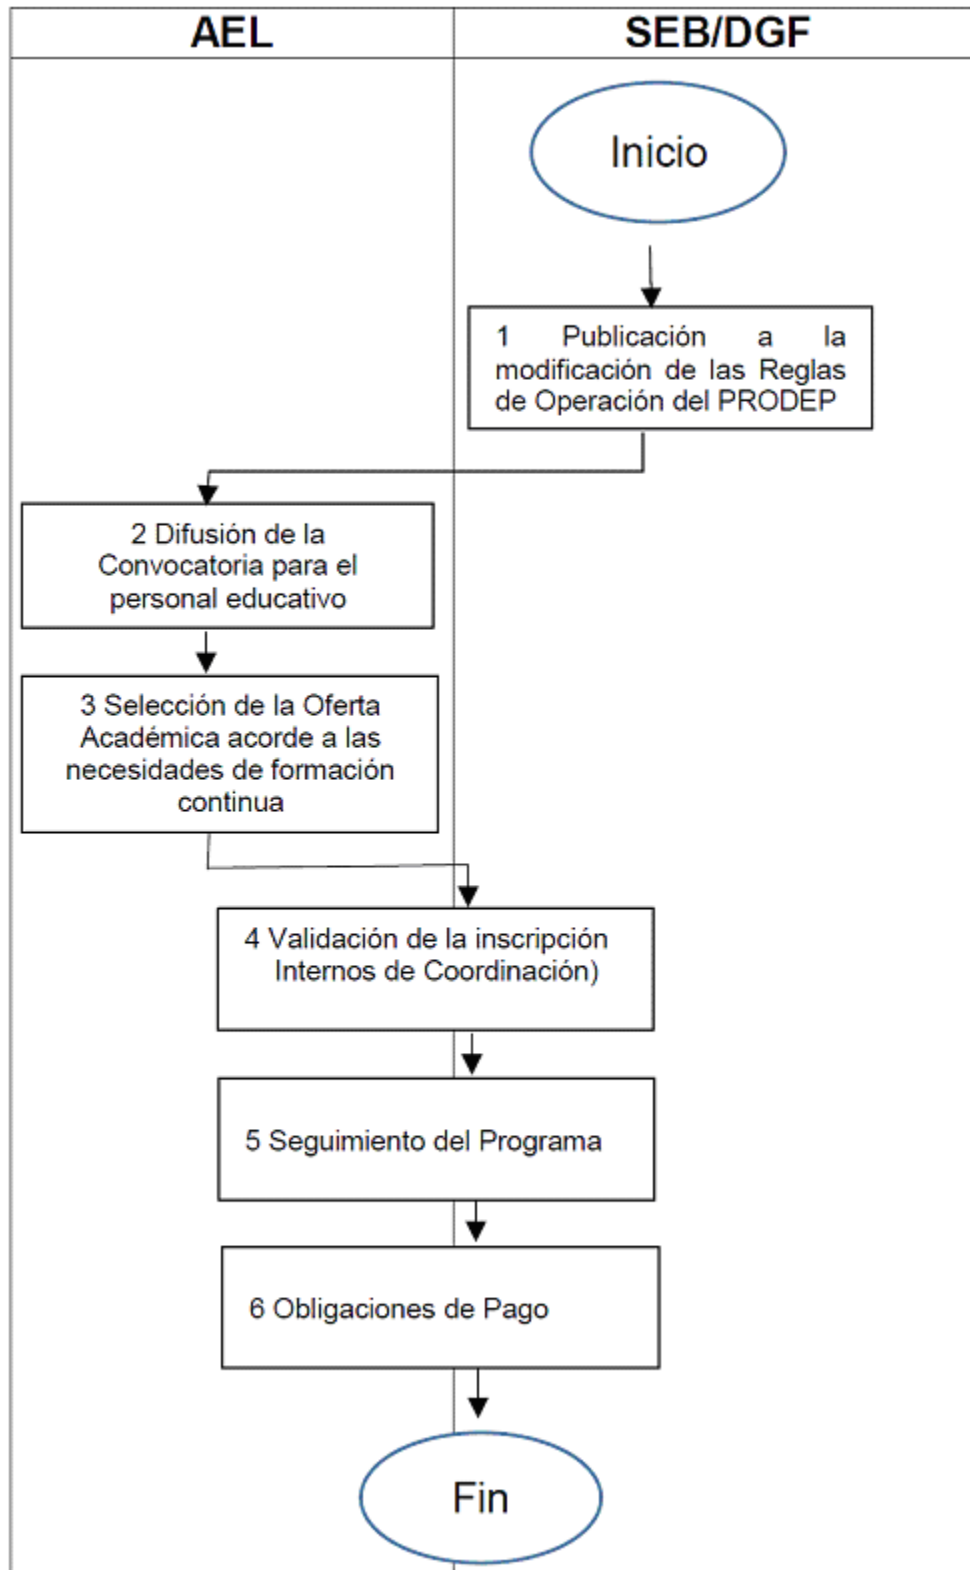 AEL
SEB/DGF
Inicio
1 Publicación a la
modificación de las Reglas
de Operación del PRODEP
2 Difusión de la
Convocatoria para el
personal educativo
3 Selección de la Oferta
Académica acorde a las
necesidades de formación
continua
4 Validación de la inscripción
Internos de Coordinación)
5 Seguimiento del Programa
6 Obligaciones de Pago
Fin